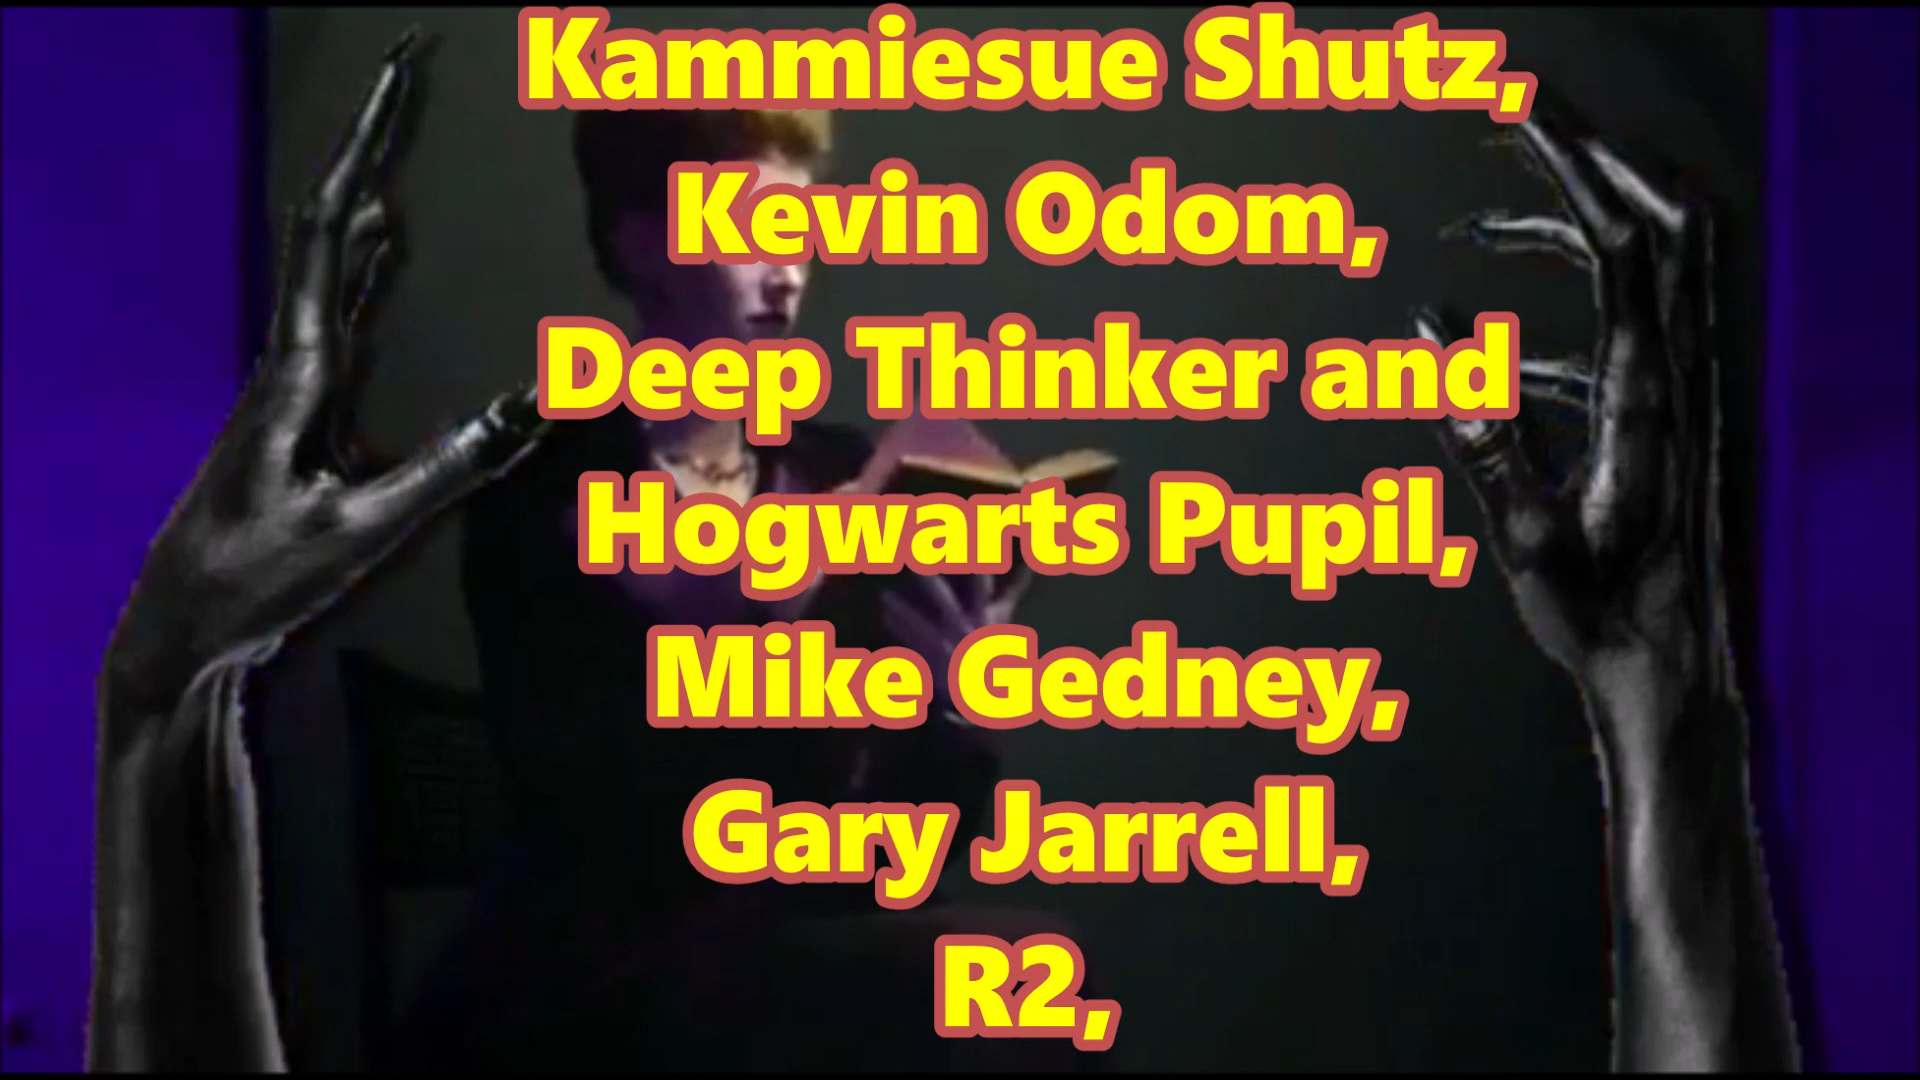 Kammiesue Shutz,
Kevin Odom,
Deep Thinker and
Hogwarts Pupil,
Mike Gedney,
Gary Jarrell,
R2,